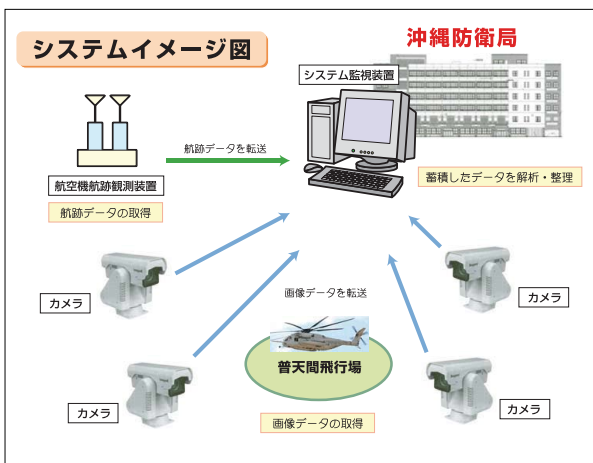 システムイメージ図
沖縄防衛局
システム監視装置
航跡データを転送
航空機航跡観測装置
蓄積したデータを解析・整理
航跡データの取得
カメラ
画像データを転送
カメラ
普天間飛行場
カメラ
カメラ
画像データの取得